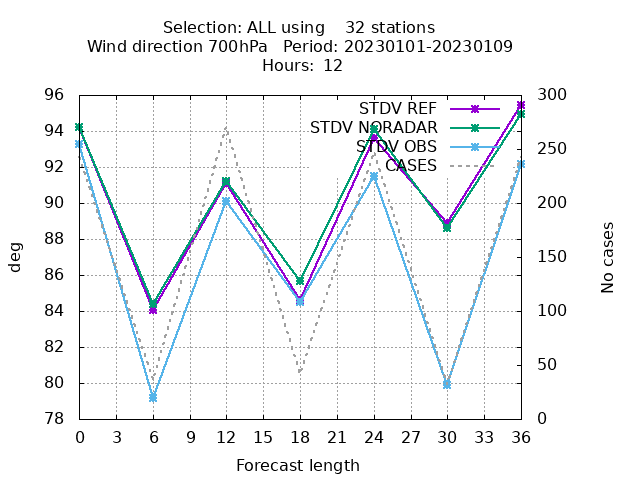 Selection: ALL using    32 stations
Wind direction 700hPa   Period: 20230101-20230109
Hours:  12
96
94
92
90
88
86
84
82
80
78
deg
300
250
200
150
100
50
0
No cases
STDV REF
STDV NORADAR
STDV OBS
CASES
0 3 6 9 12 15 18 21 24 27 30 33 36
Forecast length